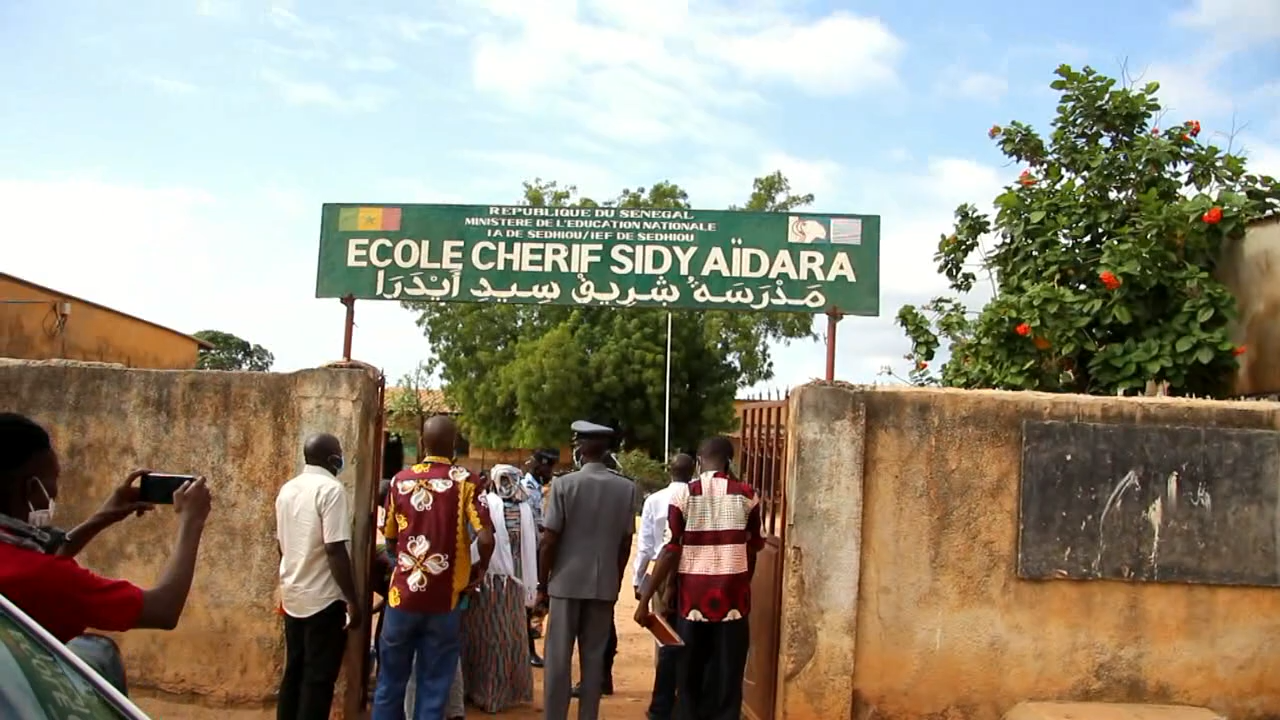 REPUBLIQUE DU SENEGAL
MINISTERE DE L'EDUCATION NATIONALE
IA DE SEDHIOU/IEF DE SEDHIOU
ECOLE CHERIF SIDY AÏDARA
مَدْرَسَةُ شَرِيفْ سِيدِ أَيْدَرَا